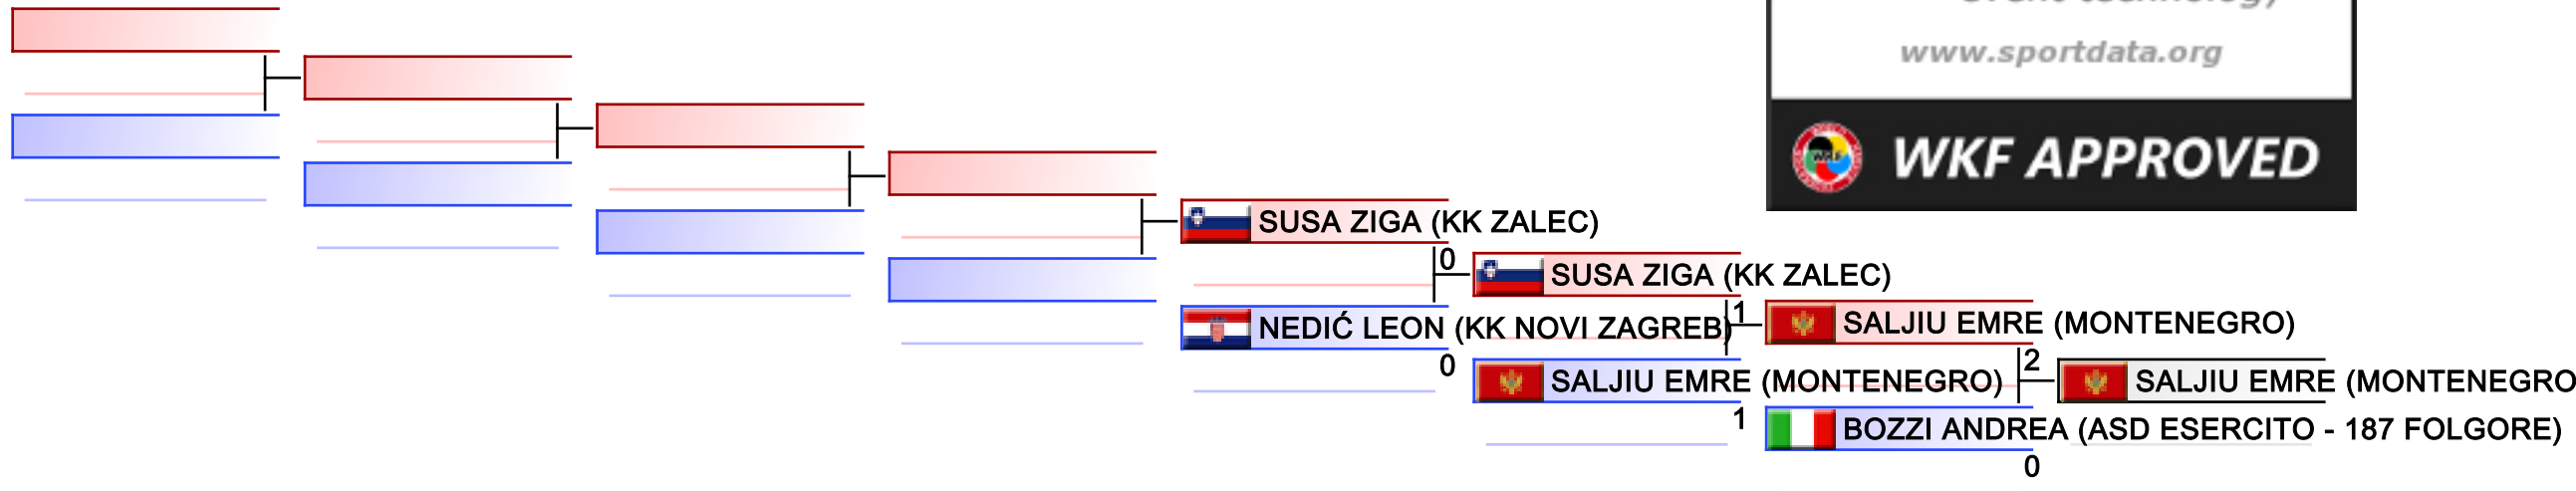 www.sportdata.org
WKF APPROVED
SUSA ZIGA (KK ZALEC)
0
SUSA ZIGA (KK ZALEC)
1
NEDIĆ LEON (KK NOVI ZAGREB)
0
SALJIU EMRE (MONTENEGRO)
2
SALJIU EMRE (MONTENEGRO)
1
SALJIU EMRE (MONTENEGRO
BOZZI ANDREA (ASD ESERCITO - 187 FOLGORE)
0